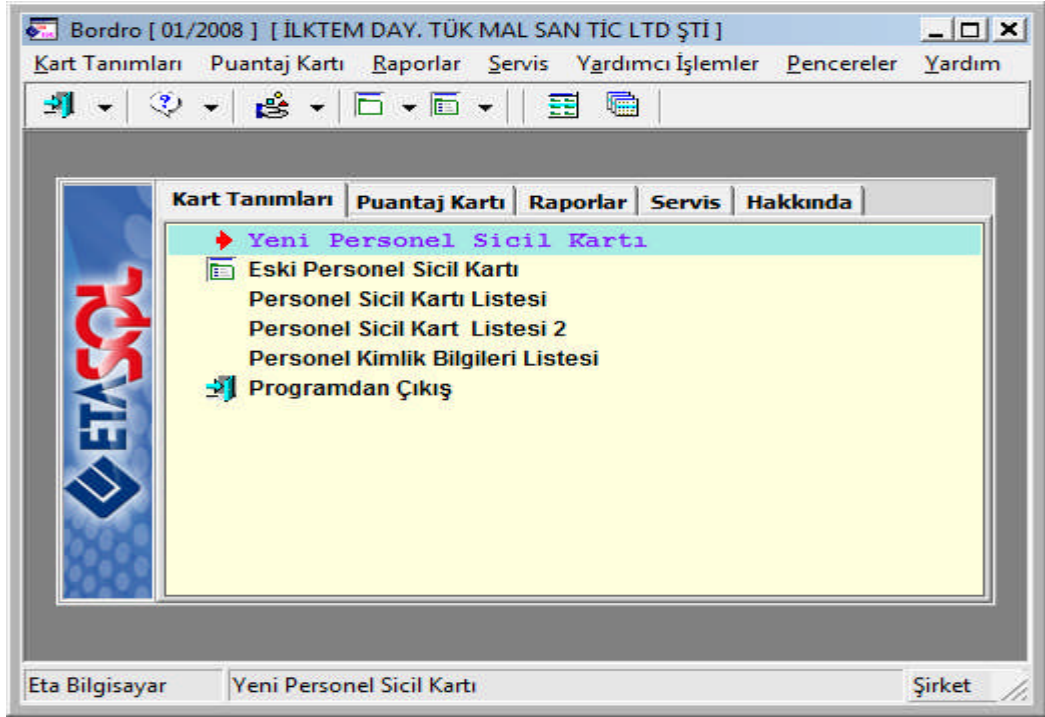 Bordro [ 01/2008 ] [ İLKTEM DAY. TÜK MAL SAN TİC LTD ŞTİ ]
Kart Tanımları Puantaj Kartı Raporlar Servis Yardımcı İşlemler Pencereler Yardım
Kart Tanımları Puantaj Kartı Raporlar Servis Hakkında
Yeni Personel Sicil Kartı
Eski Personel Sicil Kartı
Personel Sicil Kartı Listesi
Personel Sicil Kart Listesi 2
Personel Kimlik Bilgileri Listesi
Programdan Çıkış
ETASQL
Eta Bilgisayar Yeni Personel Sicil Kartı Şirket